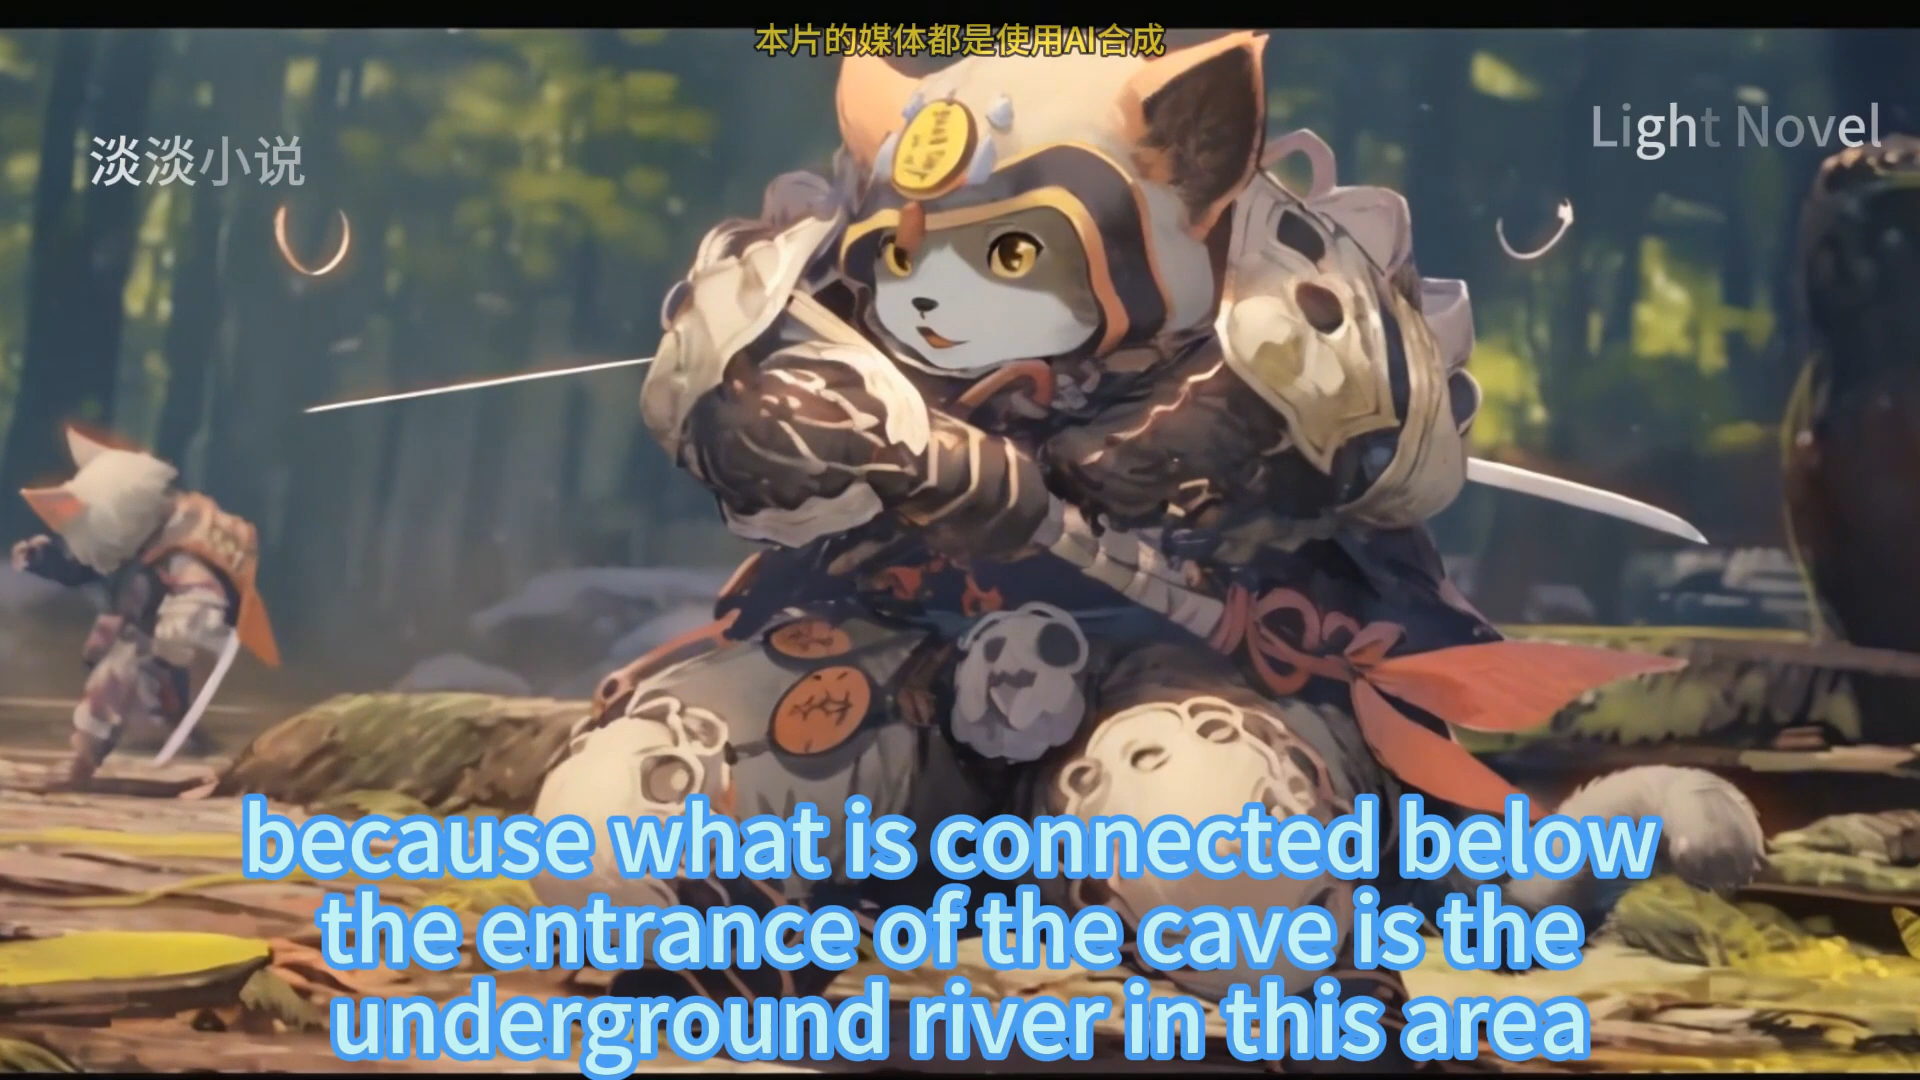 本片的媒体都是使用AI合成
Light Novel
淡淡小说
because what is connected below
the entrance of the cave is the
underground river in this area